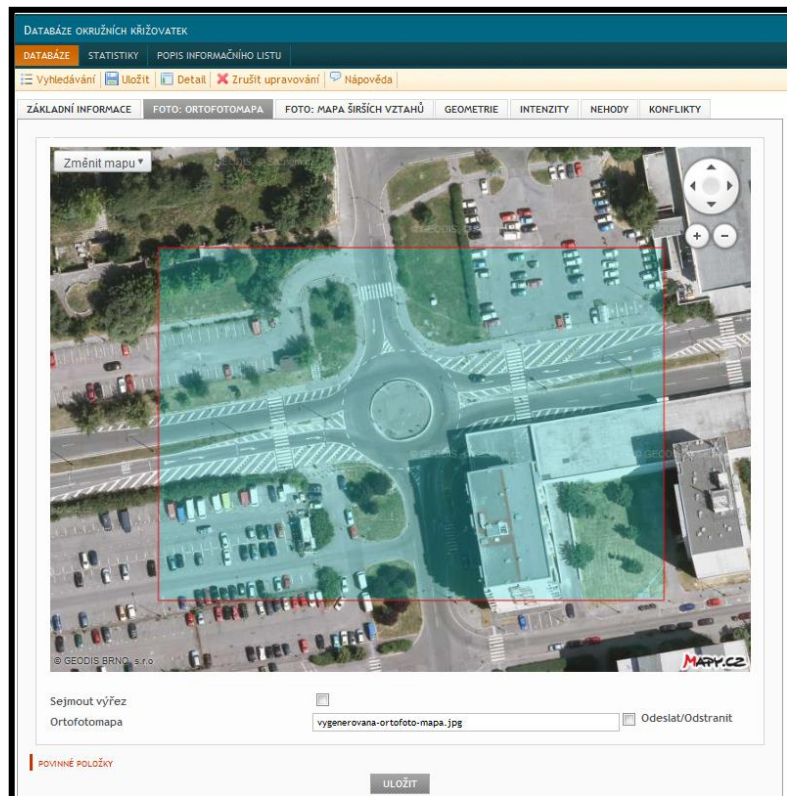 DATABÁZE OKRUŽNÍCH KŘIŽOVATEK
DATABÁZE STATISTIKY POPIS INFORMAČNÍHO LISTU
Vyhledávání Uložit Detail Zrušit upravování Nápověda
ZÁKLADNÍ INFORMACE FOTO: ORTOFOTOMAPA FOTO: MAPA ŠIRŠÍCH VZTAHŮ GEOMETRIE INTENZITY NEHODY KONFLIKTY
Změnit mapu
© GEODIS BRNO, s.r.o
MAPY.CZ
Sejmout výřez
Ortofotomapa vygenerovana-ortofoto-mapa.jpg Odeslat/Odstranit
POVINNÉ POLOŽKY
ULOŽIT